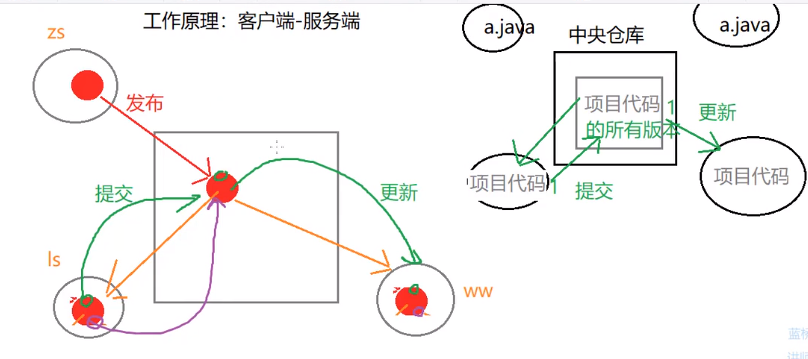 工作原理：客户端-服务端
zs
发布
提交
更新
ls
ww
a.java
a.java
中央仓库
项目代码 1
的所有版本
更新
项目代码 1
提交
项目代码